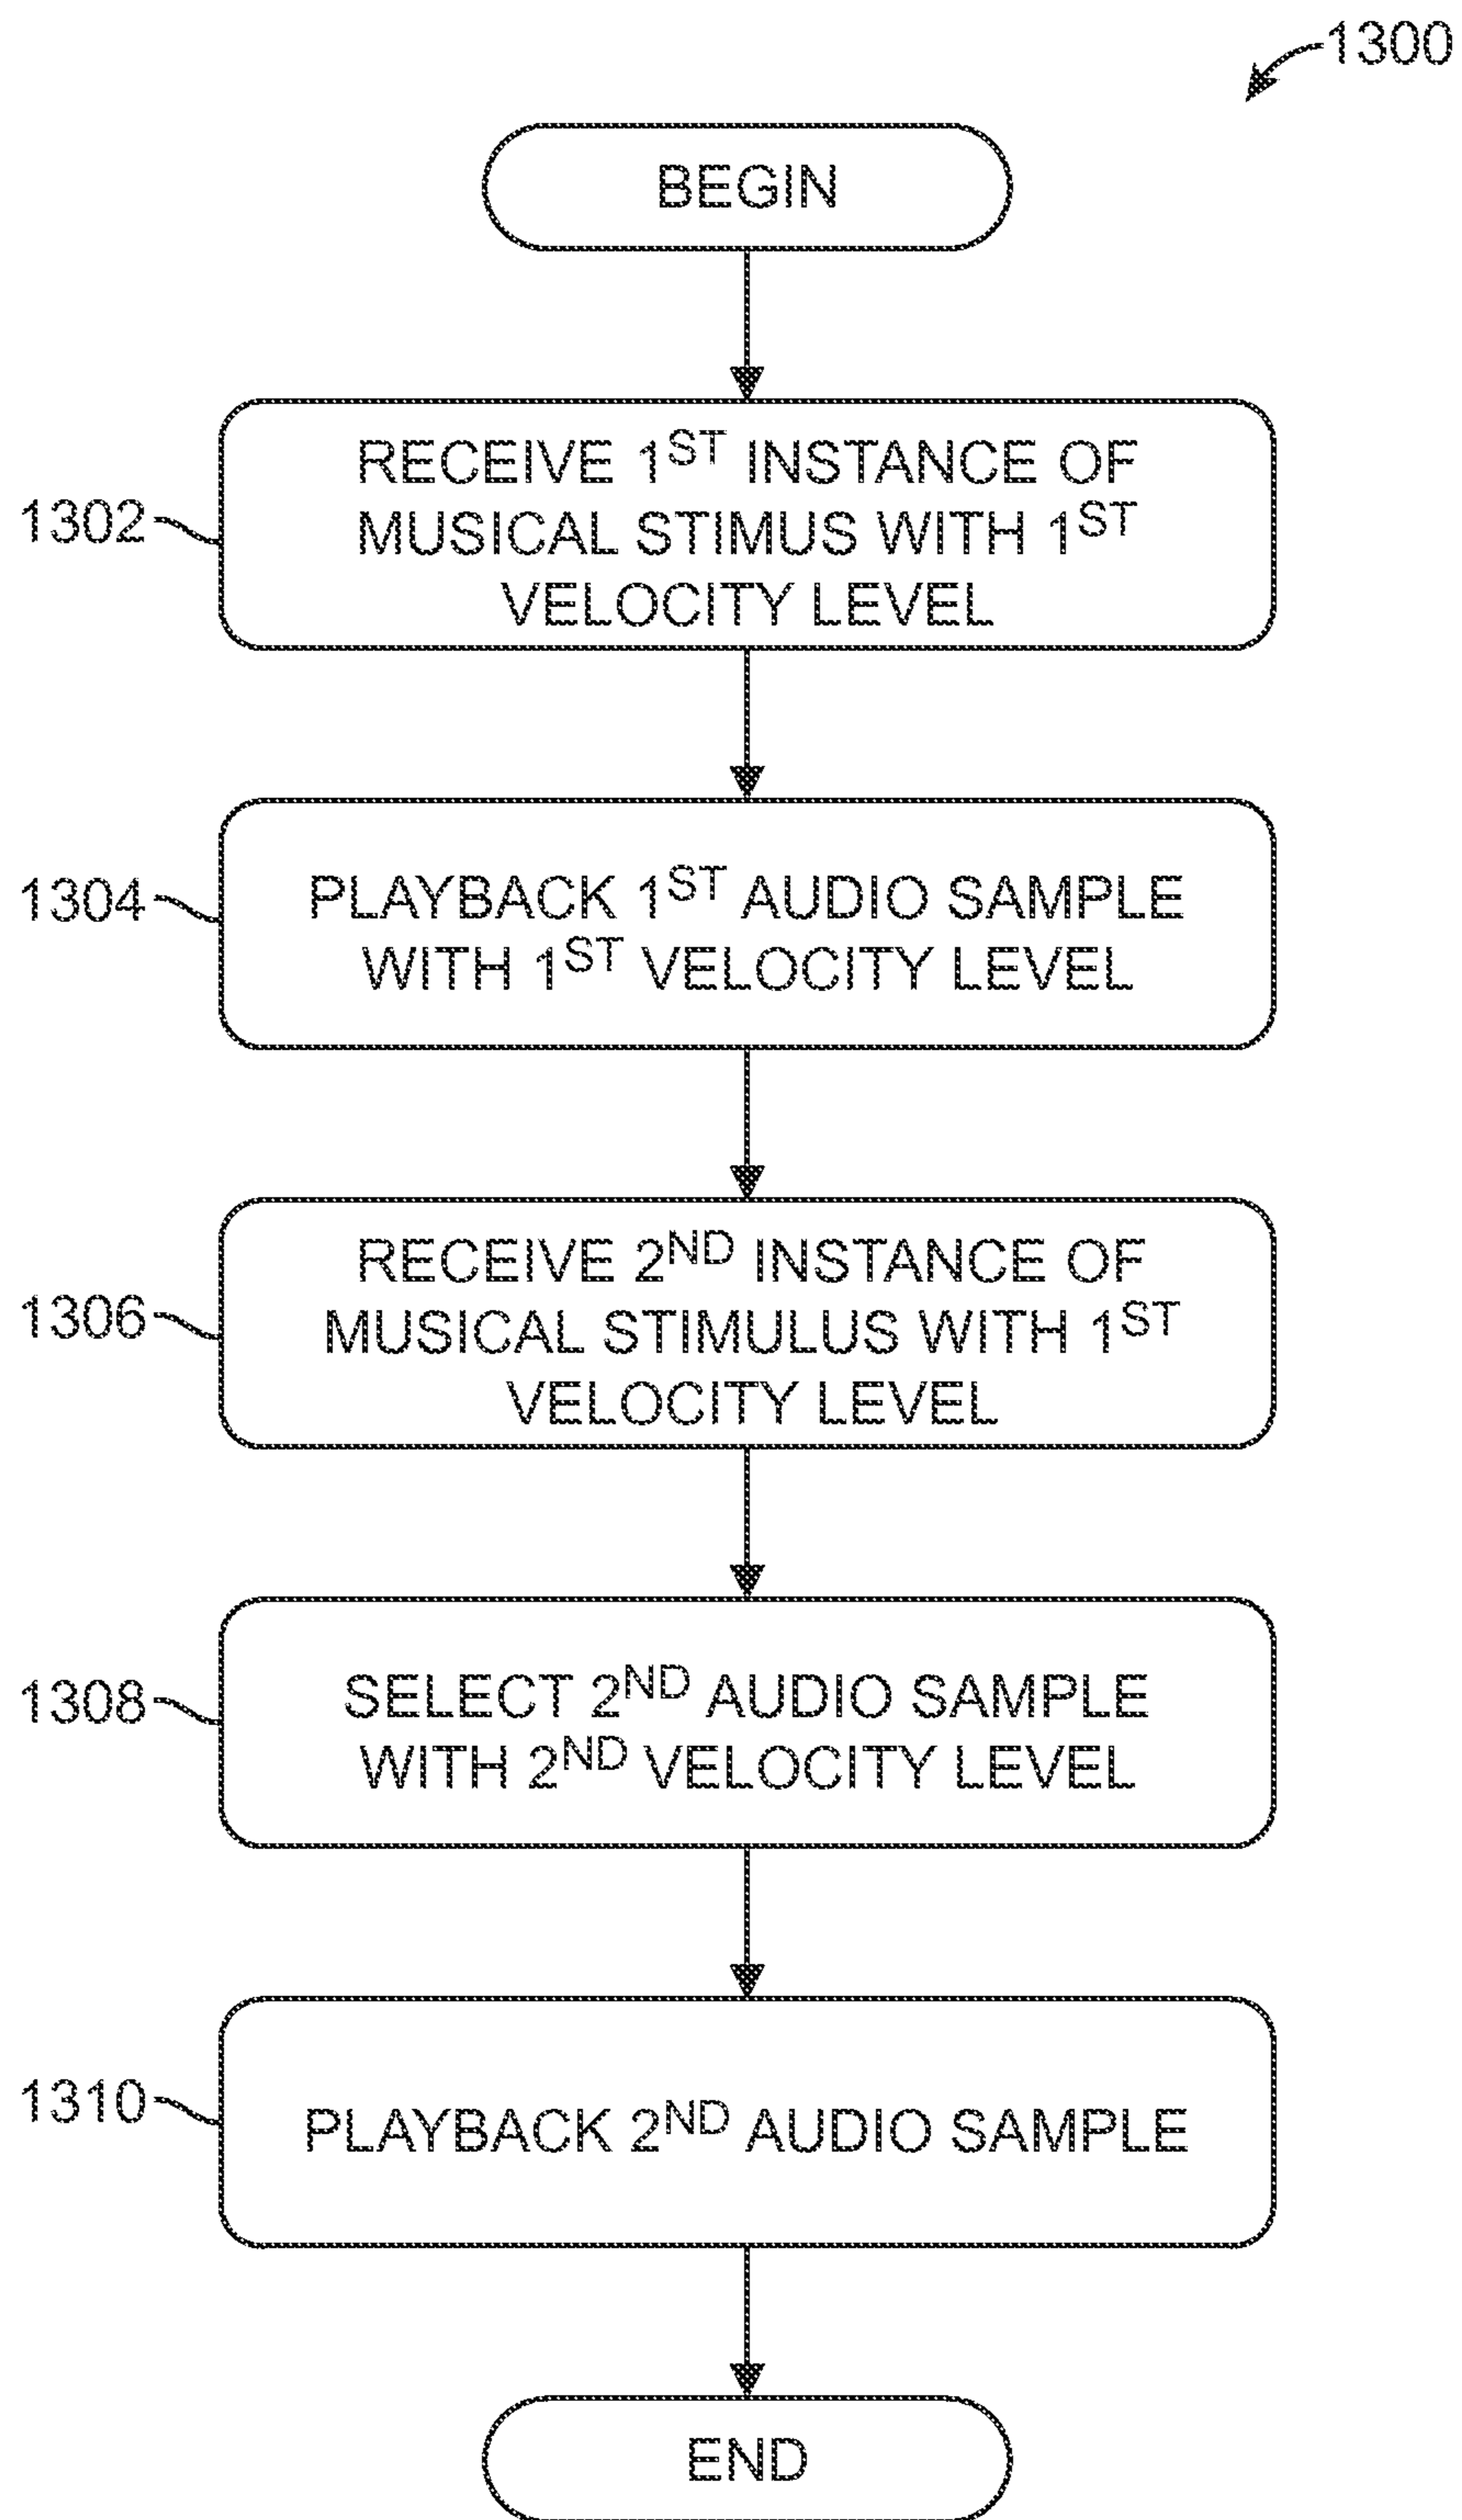 1300
BEGIN
RECEIVE 1ST INSTANCE OF
1302
MUSICAL STIMUS WITH 1ST
VELOCITY LEVEL
1304
PLAYBACK 1ST AUDIO SAMPLE
WITH 1ST VELOCITY LEVEL
RECEIVE 2ND INSTANCE OF
1306
MUSICAL STIMULUS WITH 1ST
VELOCITY LEVEL
1308
SELECT 2ND AUDIO SAMPLE
WITH 2ND VELOCITY LEVEL
1310
PLAYBACK 2ND AUDIO SAMPLE
END